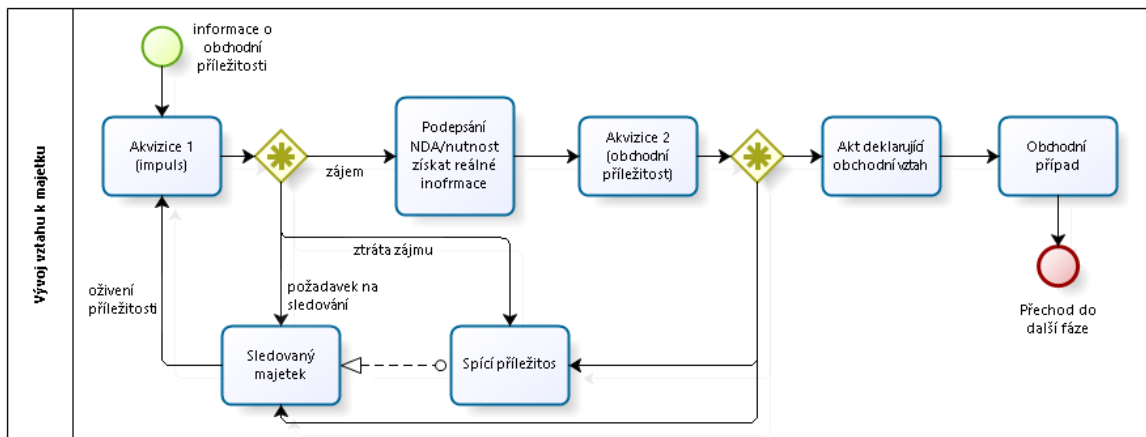 Vývoj vztahu k majetku
informace o
obchodní
příležitosti
Akvizice 1
(impuls)
zájem
Podepsání
NDA/nutnost
získat reálné
inofrmace
Akvizice 2
(obchodní
příležitost)
Akt deklarující
obchodní vztah
Obchodní
případ
ztráta zájmu
požadavek na
sledování
oživení
příležitosti
Sledovaný
majetek
Spící příležitos
Přechod do
další fáze